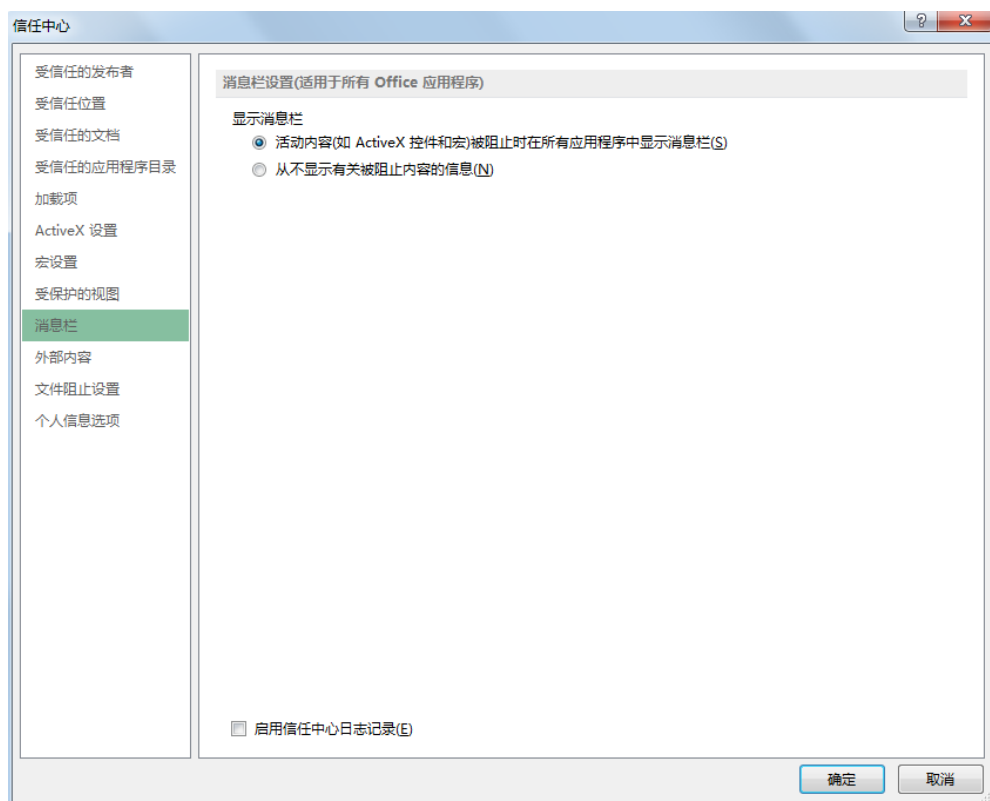 信任中心
受信任的发布者
受信任位置
受信任的文档
受信任的应用程序目录
加载项
ActiveX 设置
宏设置
受保护的视图
消息栏
外部内容
文件阻止设置
个人信息选项
消息栏设置(适用于所有 Office 应用程序)
显示消息栏
活动内容(如 ActiveX 控件和宏)被阻止时在所有应用程序中显示消息栏(S)
从不显示有关被阻止内容的信息(N)
启用信任中心日志记录(E)
确定
取消